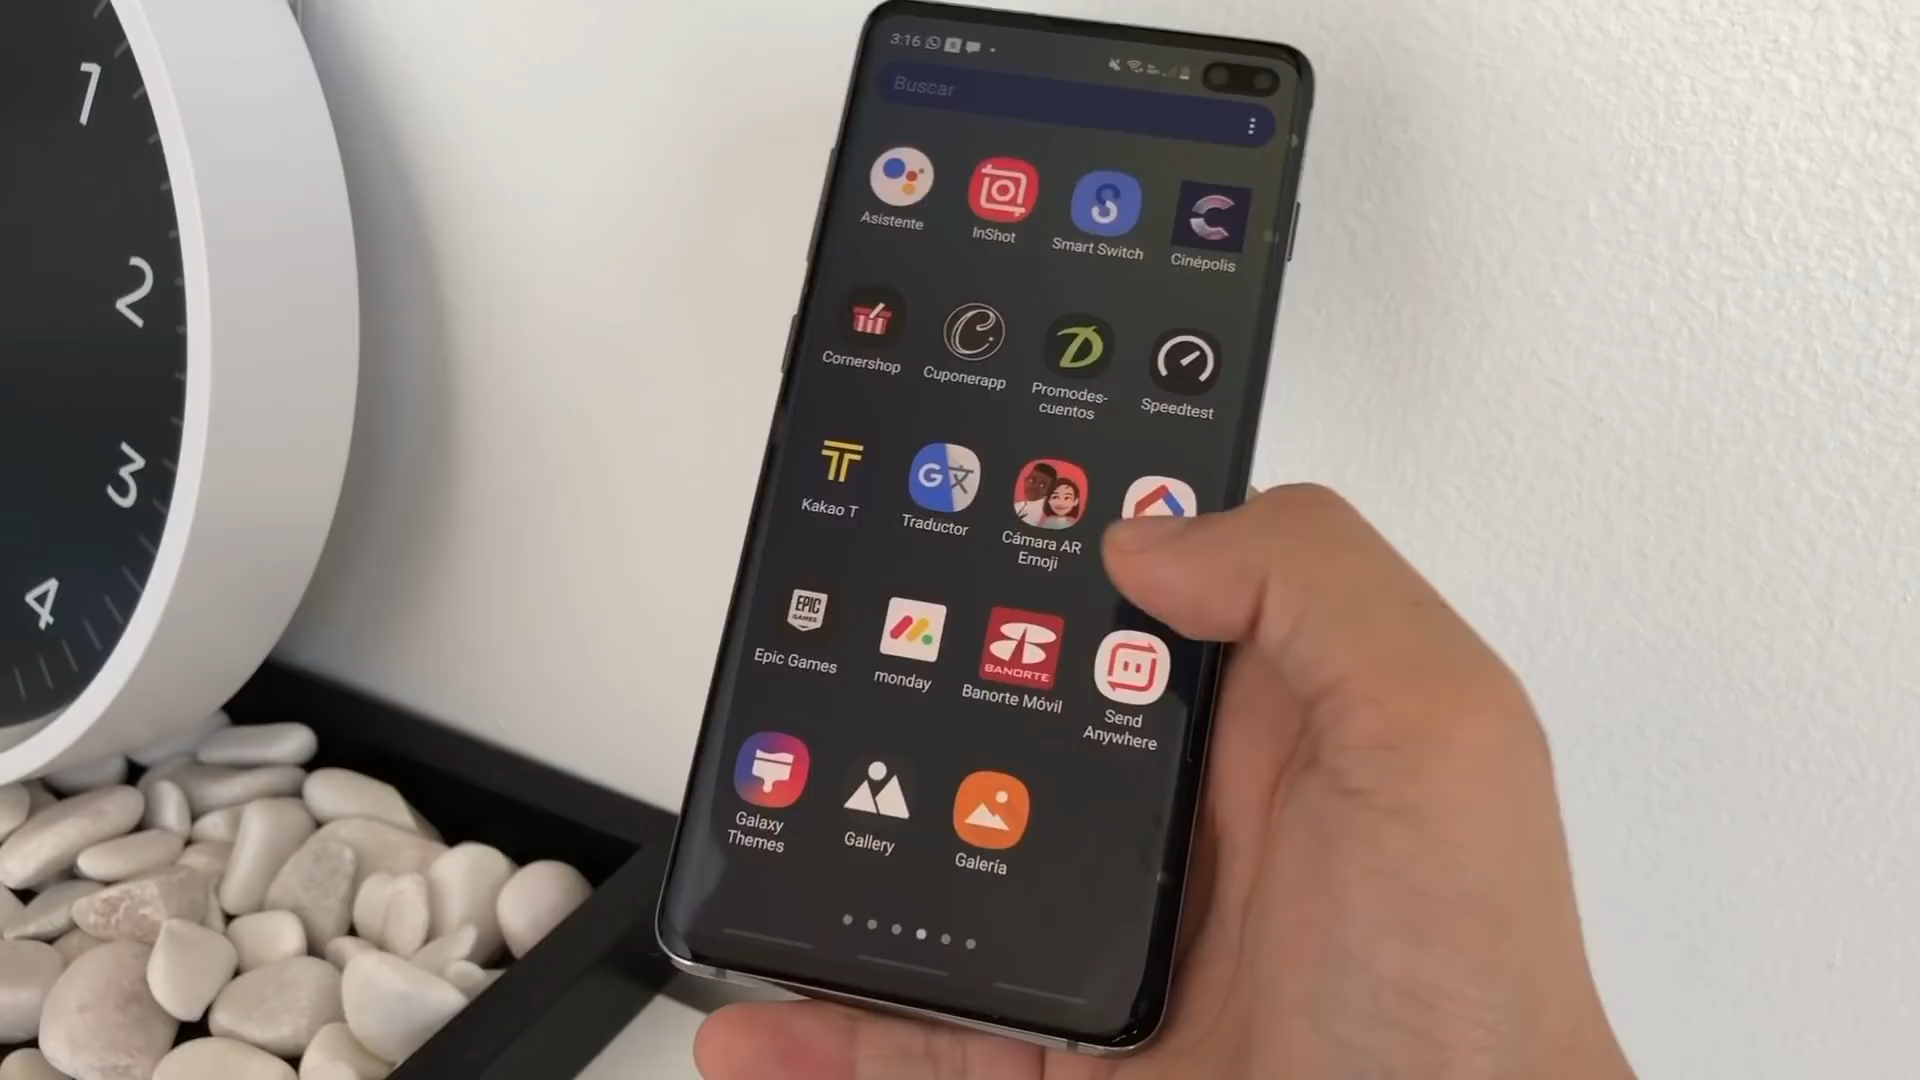 1
2
3
4
3:16
Buscar
Asistente
InShot
Smart Switch
Cinépolis
Cornershop
Cuponerapp
Promodes-
cuentos
Speedtest
Kakao T
Traductor
Cámara AR
Emoji
EPIC
GAMES
Epic Games
monday
BANORTE
Banorte Móvil
Send
Anywhere
Galaxy
Themes
Gallery
Galería